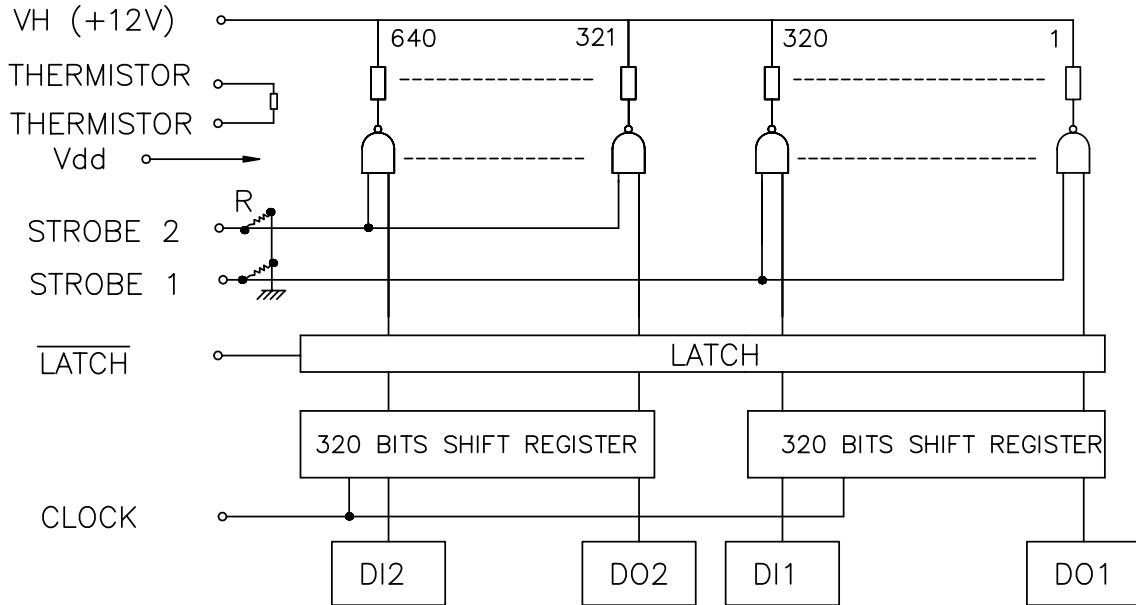 VH (+12V)
640
321
320
1
THERMISTOR
THERMISTOR
Vdd
R
STROBE 2
STROBE 1
LATCH
LATCH
320 BITS SHIFT REGISTER
320 BITS SHIFT REGISTER
CLOCK
DI2
DO2
DI1
DO1